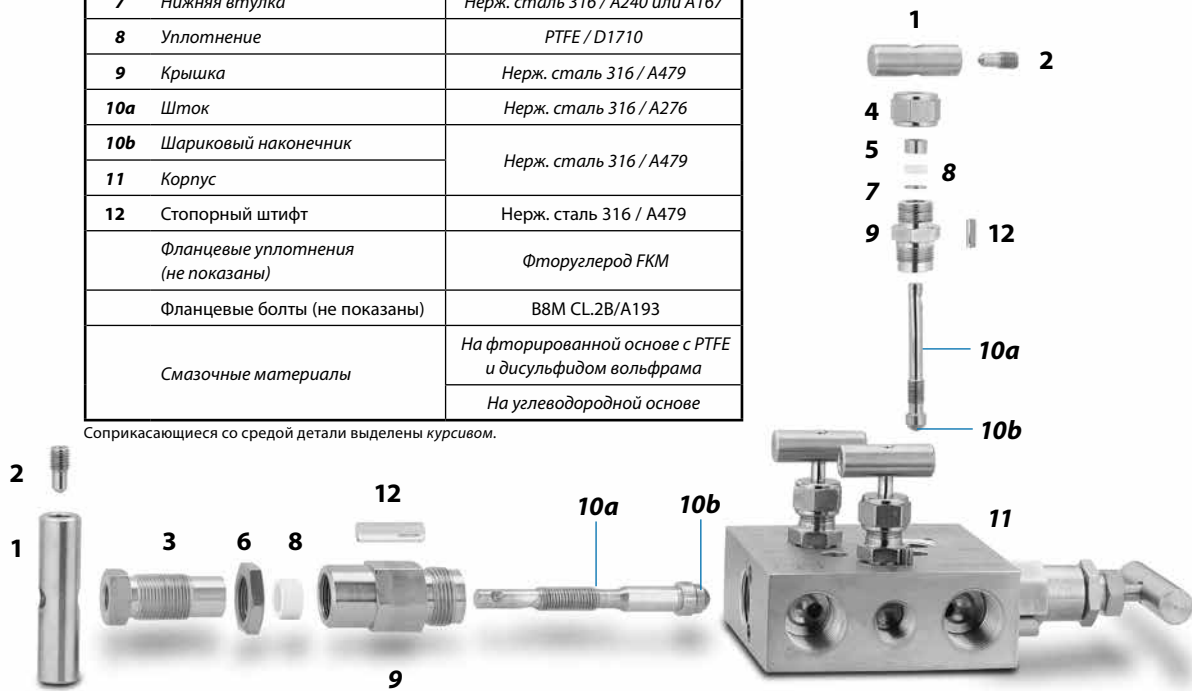 7 Нижняя втулка Нерж. сталь 316 / A240 или A167
8 Уплотнение PTFE / D1710
9 Крышка Нерж. сталь 316 / A479
10a Шток Нерж. сталь 316 / A276
10b Шариковый наконечник
Нерж. сталь 316 / A479
11 Корпус
12 Стопорный штифт Нерж. сталь 316 / A479
Фланцевые уплотнения
(не показаны)
Фторуглерод FKM
Фланцевые болты (не показаны) B8M CL.2B/A193
Смазочные материалы
На фторированной основе с PTFE
и дисульфидом вольфрама
На углеводородной основе
Соприкасающиеся со средой детали выделены курсивом.
1
2
4
5
8
7
9
12
10a
10b
11
2
1
3
6
8
12
9
10a
10b